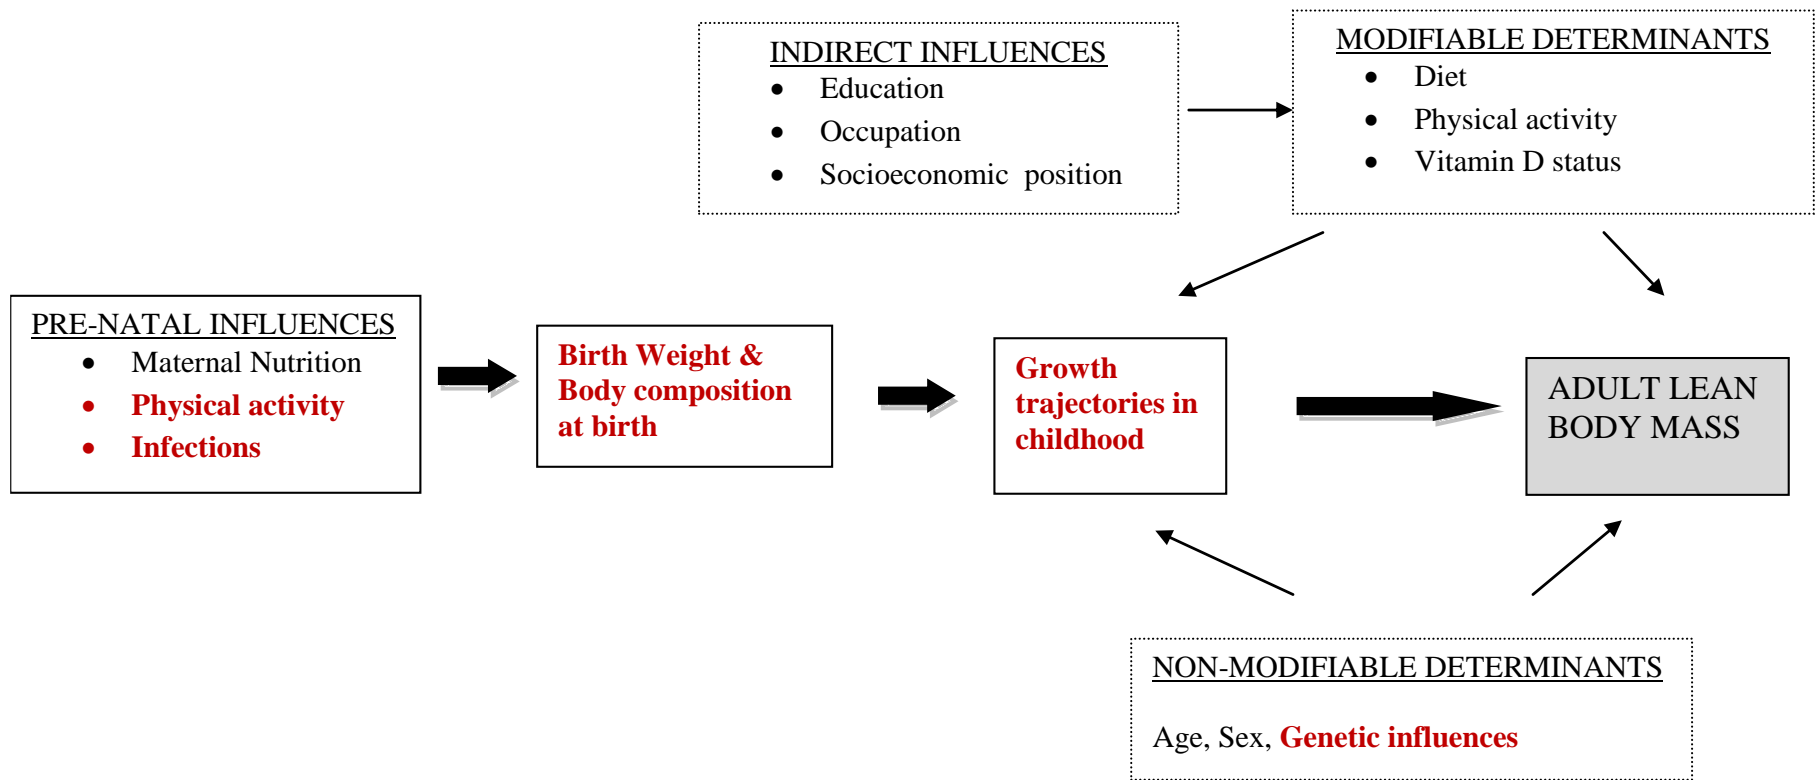 INDIRECT INFLUENCES
• Education
• Occupation
• Socioeconomic position
MODIFIABLE DETERMINANTS
• Diet
• Physical activity
• Vitamin D status
PRE-NATAL INFLUENCES
• Maternal Nutrition
• Physical activity
• Infections
Birth Weight &
Body composition
at birth
Growth
trajectories in
childhood
ADULT LEAN
BODY MASS
NON-MODIFIABLE DETERMINANTS
Age, Sex, Genetic influences